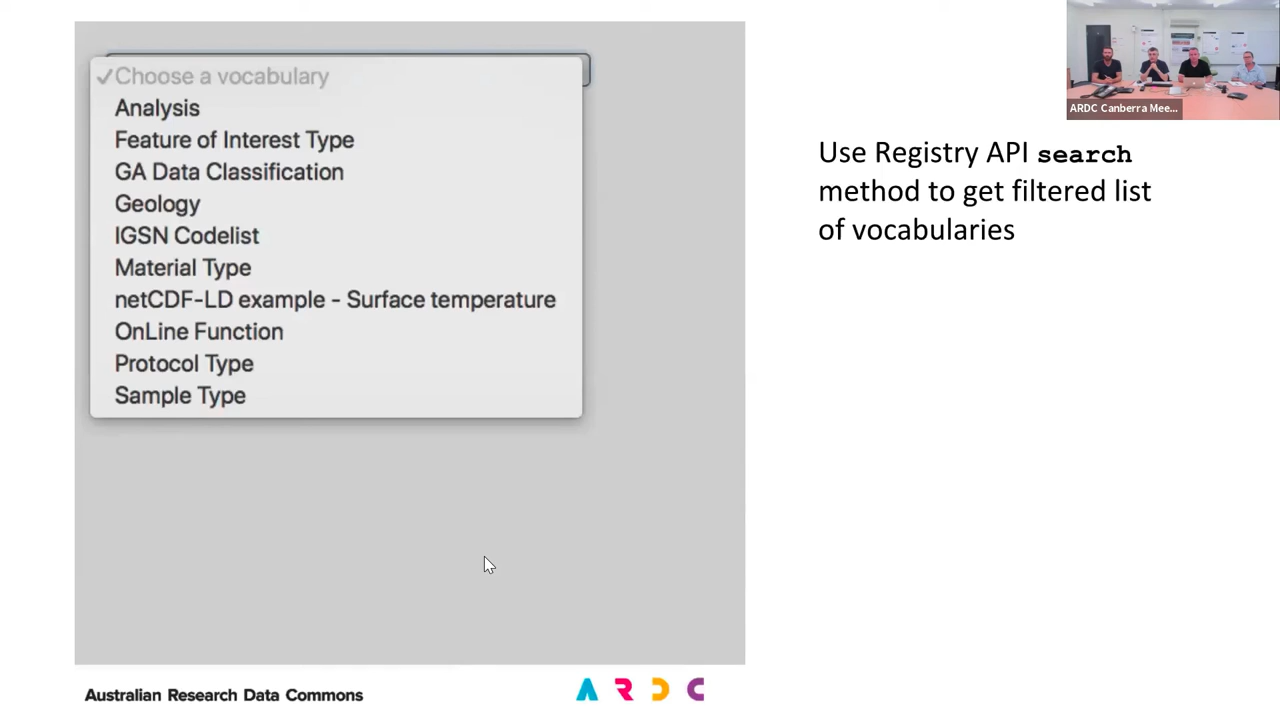 ✓Choose a vocabulary
Analysis
Feature of Interest Type
GA Data Classification
Geology
IGSN Codelist
Material Type
netCDF-LD example - Surface temperature
OnLine Function
Protocol Type
Sample Type
ARDC Canberra Mee...
Use Registry API search
method to get filtered list
of vocabularies
Australian Research Data Commons
ARDC